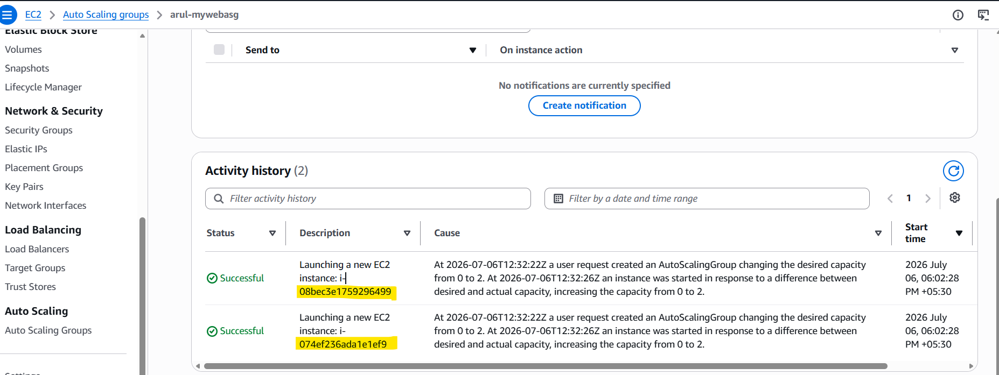 EC2 > Auto Scaling groups > arul-mywebasg
Elastic Block Store
Volumes
Snapshots
Lifecycle Manager
Network & Security
Security Groups
Elastic IPs
Placement Groups
Key Pairs
Network Interfaces
Load Balancing
Load Balancers
Target Groups
Trust Stores
Auto Scaling
Auto Scaling Groups
Settings
Send to
On instance action
No notifications are currently specified
Create notification
Activity history (2)
Filter activity history
Filter by a date and time range
1
Status
Description
Cause
Start
time
Successful
Launching a new EC2
instance: i-
08bec3e1759296499
At 2026-07-06T12:32:22Z a user request created an AutoScalingGroup changing the desired capacity
from 0 to 2. At 2026-07-06T12:32:26Z an instance was started in response to a difference between
desired and actual capacity, increasing the capacity from 0 to 2.
2026 July
06, 06:02:28
PM +05:30
Successful
Launching a new EC2
instance: i-
074ef236ada1e1ef9
At 2026-07-06T12:32:22Z a user request created an AutoScalingGroup changing the desired capacity
from 0 to 2. At 2026-07-06T12:32:26Z an instance was started in response to a difference between
desired and actual capacity, increasing the capacity from 0 to 2.
2026 July
06, 06:02:28
PM +05:30